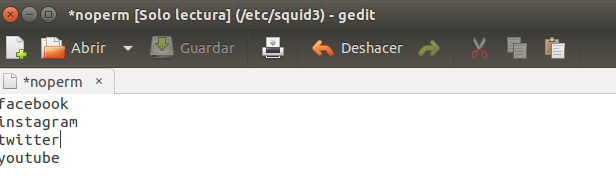 *noperm [Solo lectura] (/etc/squid3) - gedit
Abrir Guardar Deshacer
*noperm ×
facebook
instagram
twitter
youtube